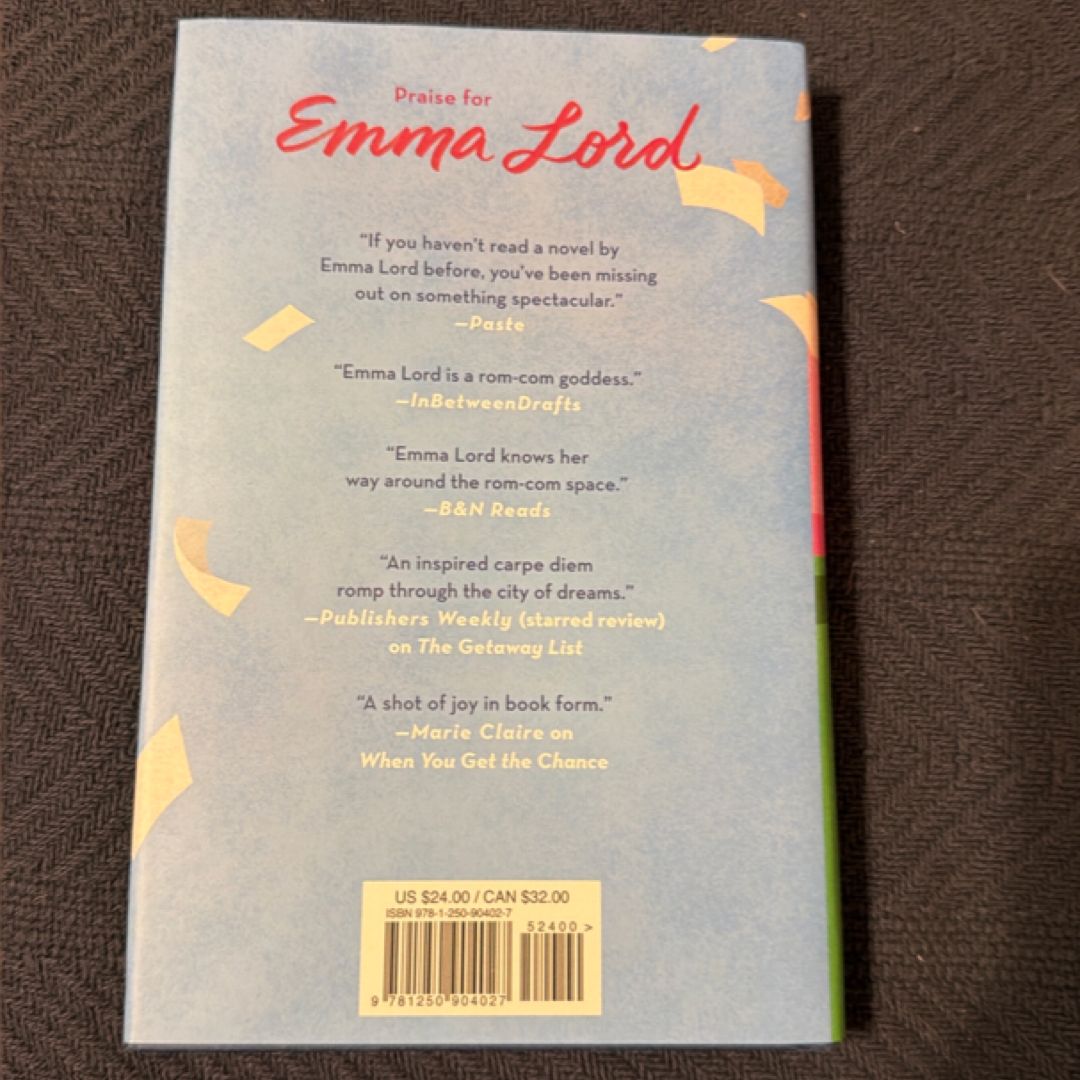 Praise for
Emma Lord
“If you haven’t read a novel by
Emma Lord before, you’ve been missing
out on something spectacular.”
—Paste
“Emma Lord is a rom-com goddess.”
—InBetweenDrafts
“Emma Lord knows her
way around the rom-com space.”
—B&N Reads
“An inspired carpe diem
romp through the city of dreams.”
—Publishers Weekly (starred review)
on The Getaway List
“A shot of joy in book form.”
—Marie Claire on
When You Get the Chance
US $24.00 / CAN $32.00
ISBN 978-1-250-90402-7
52400 >
9 781250 904027